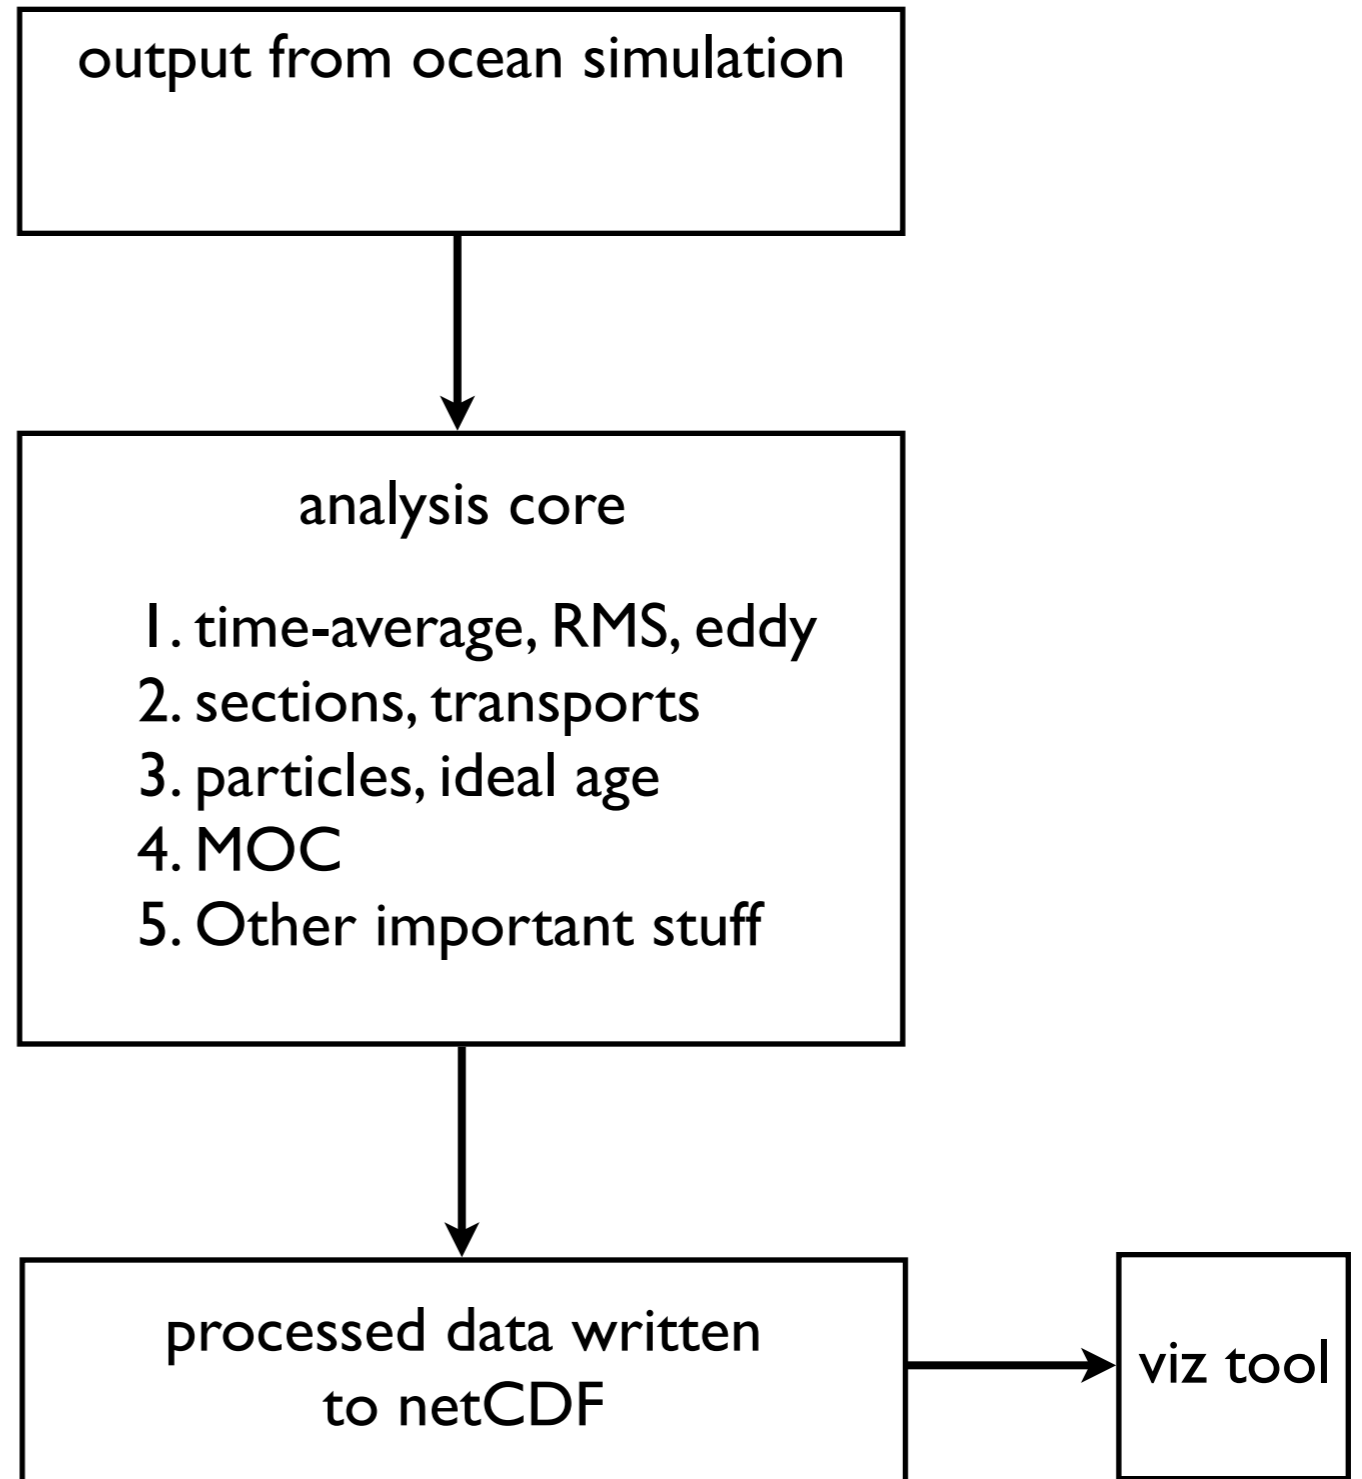 output from ocean simulation
analysis core
1. time-average, RMS, eddy
2. sections, transports
3. particles, ideal age
4. MOC
5. Other important stuff
processed data written
to netCDF
viz tool